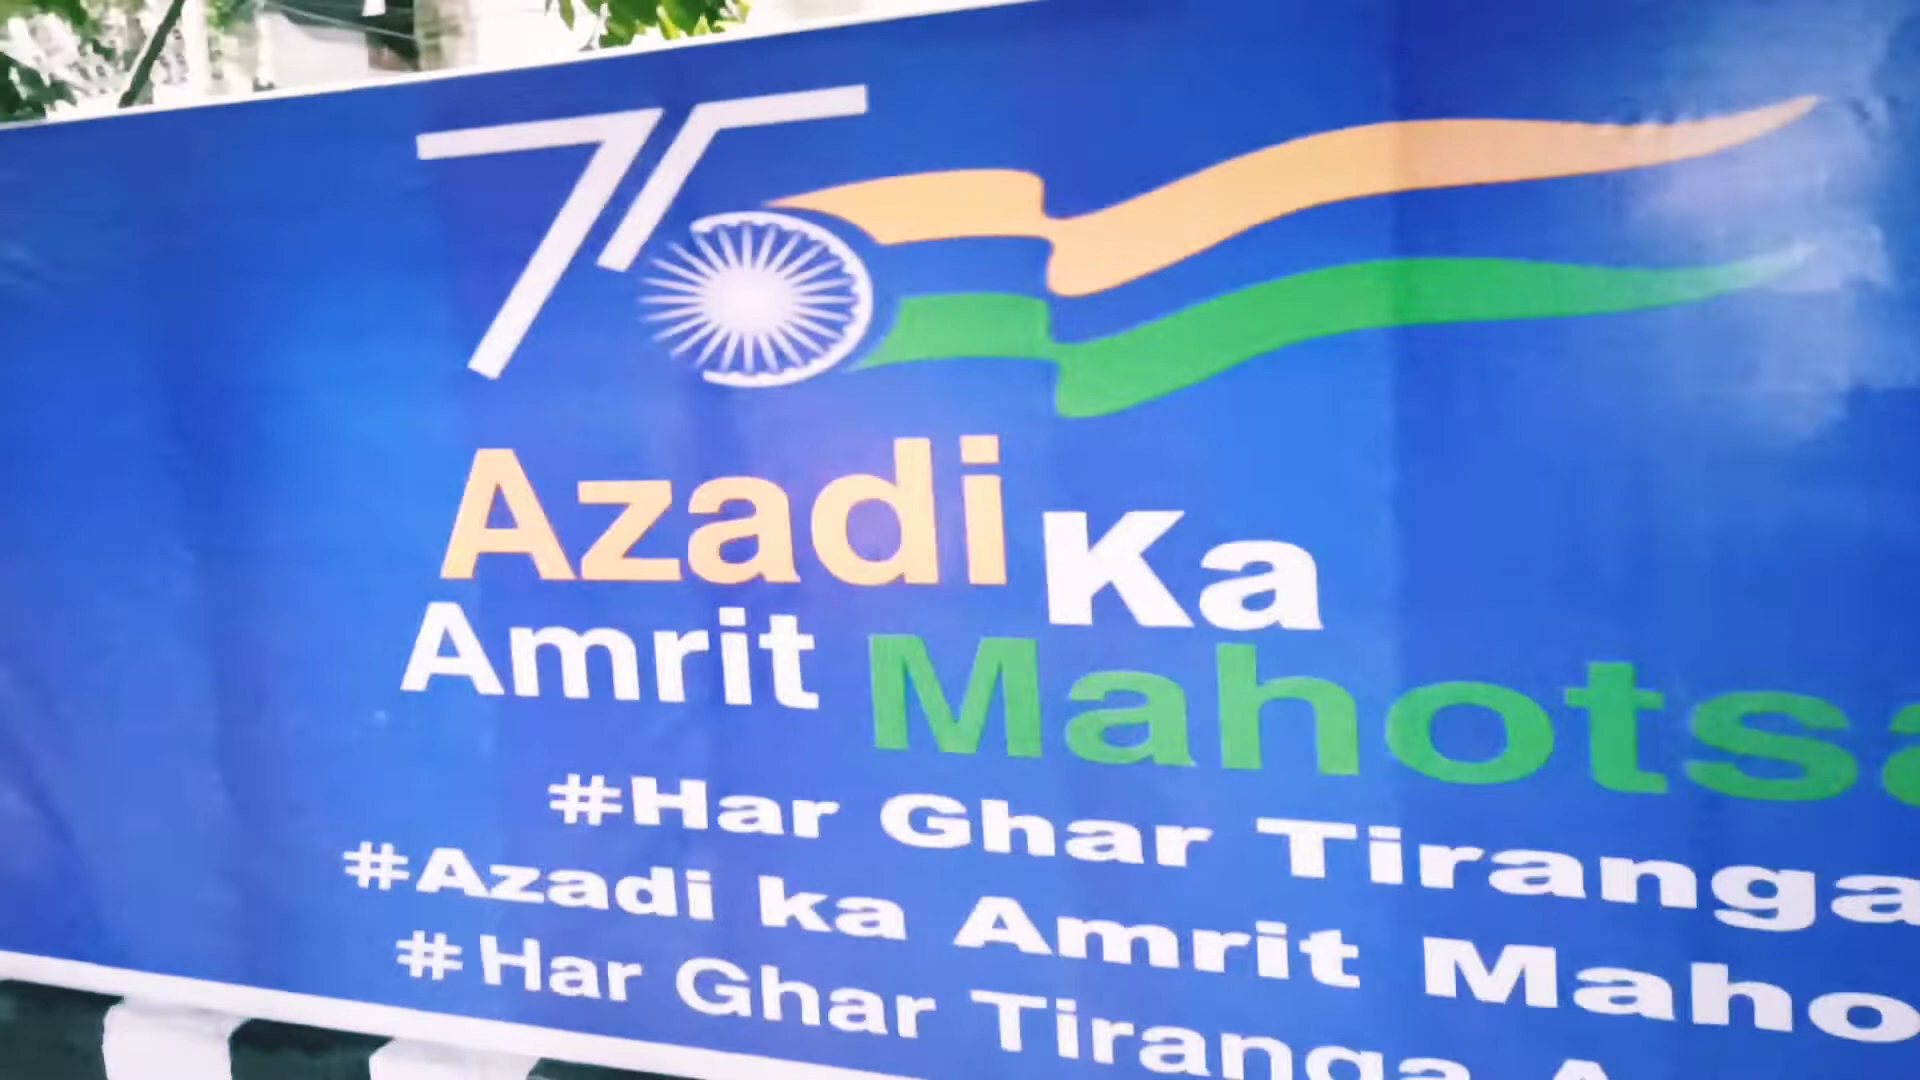 75
Azadi Ka
Amrit Mahotsa
#Har Ghar Tiranga
#Azadi ka Amrit Maho
#Har Ghar Tiranga A